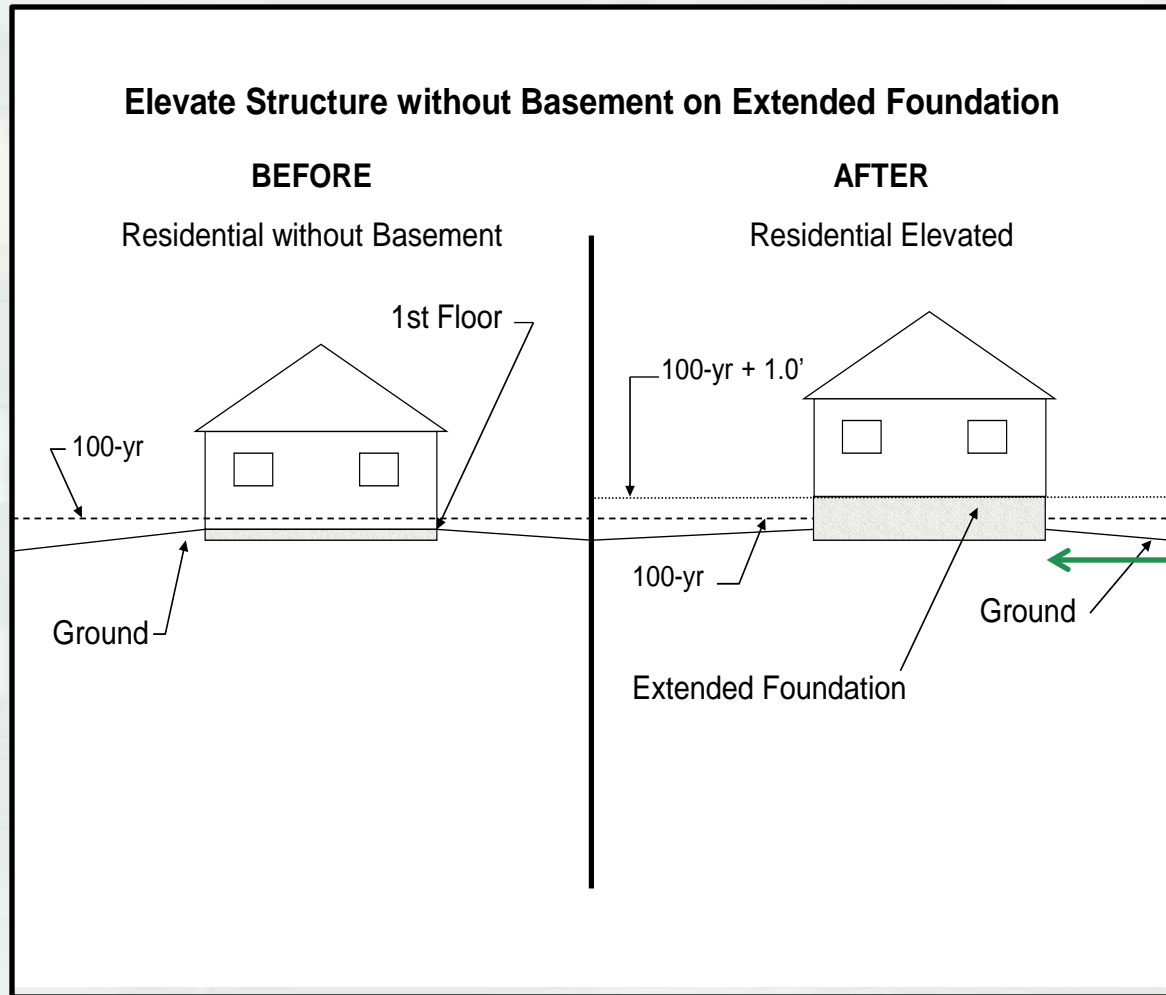 Elevate Structure without Basement on Extended Foundation
BEFORE
Residential without Basement
1st Floor
100-yr
Ground
AFTER
Residential Elevated
100-yr + 1.0’
100-yr
Ground
Extended Foundation